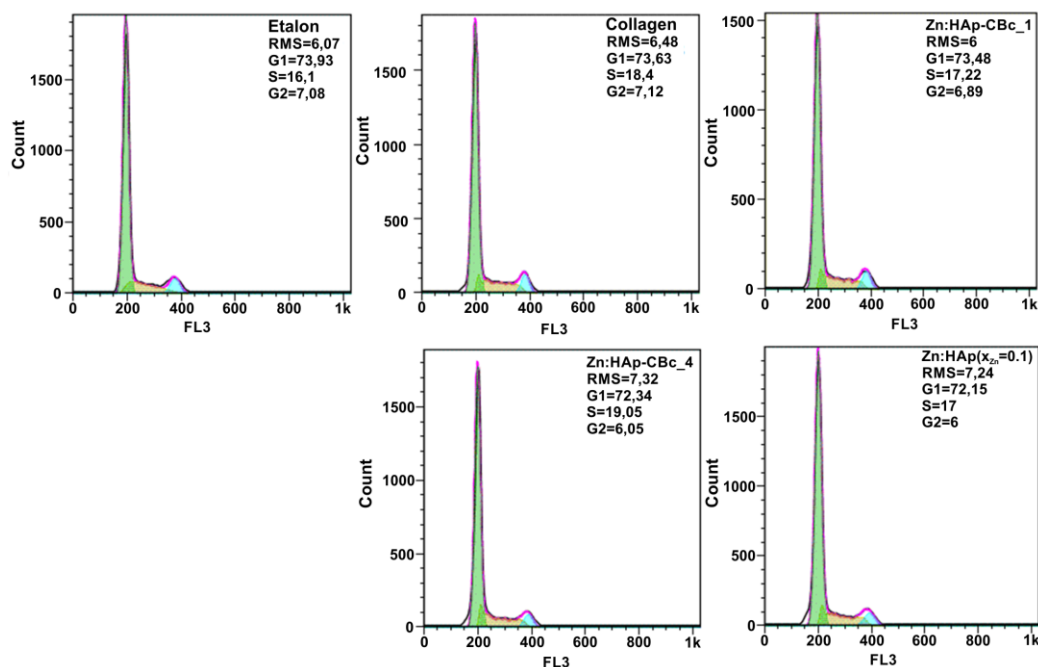 Etalon
RMS=6,07
G1=73,93
S=16,1
G2=7,08
Count
1500
1000
500
0
0 200 400 600 800 1k
FL3
Collagen
RMS=6,48
G1=73,63
S=18,4
G2=7,12
Count
1500
1000
500
0
0 200 400 600 800 1k
FL3
Zn:HAp-CBc_1
RMS=6
G1=73,48
S=17,22
G2=6,89
Count
1500
1000
500
0
0 200 400 600 800 1k
FL3
Zn:HAp-CBc_4
RMS=7,32
G1=72,34
S=19,05
G2=6,05
Count
1500
1000
500
0
0 200 400 600 800 1k
FL3
Zn:HAp(xZn=0.1)
RMS=7,24
G1=72,15
S=17
G2=6
Count
1500
1000
500
0
0 200 400 600 800 1k
FL3